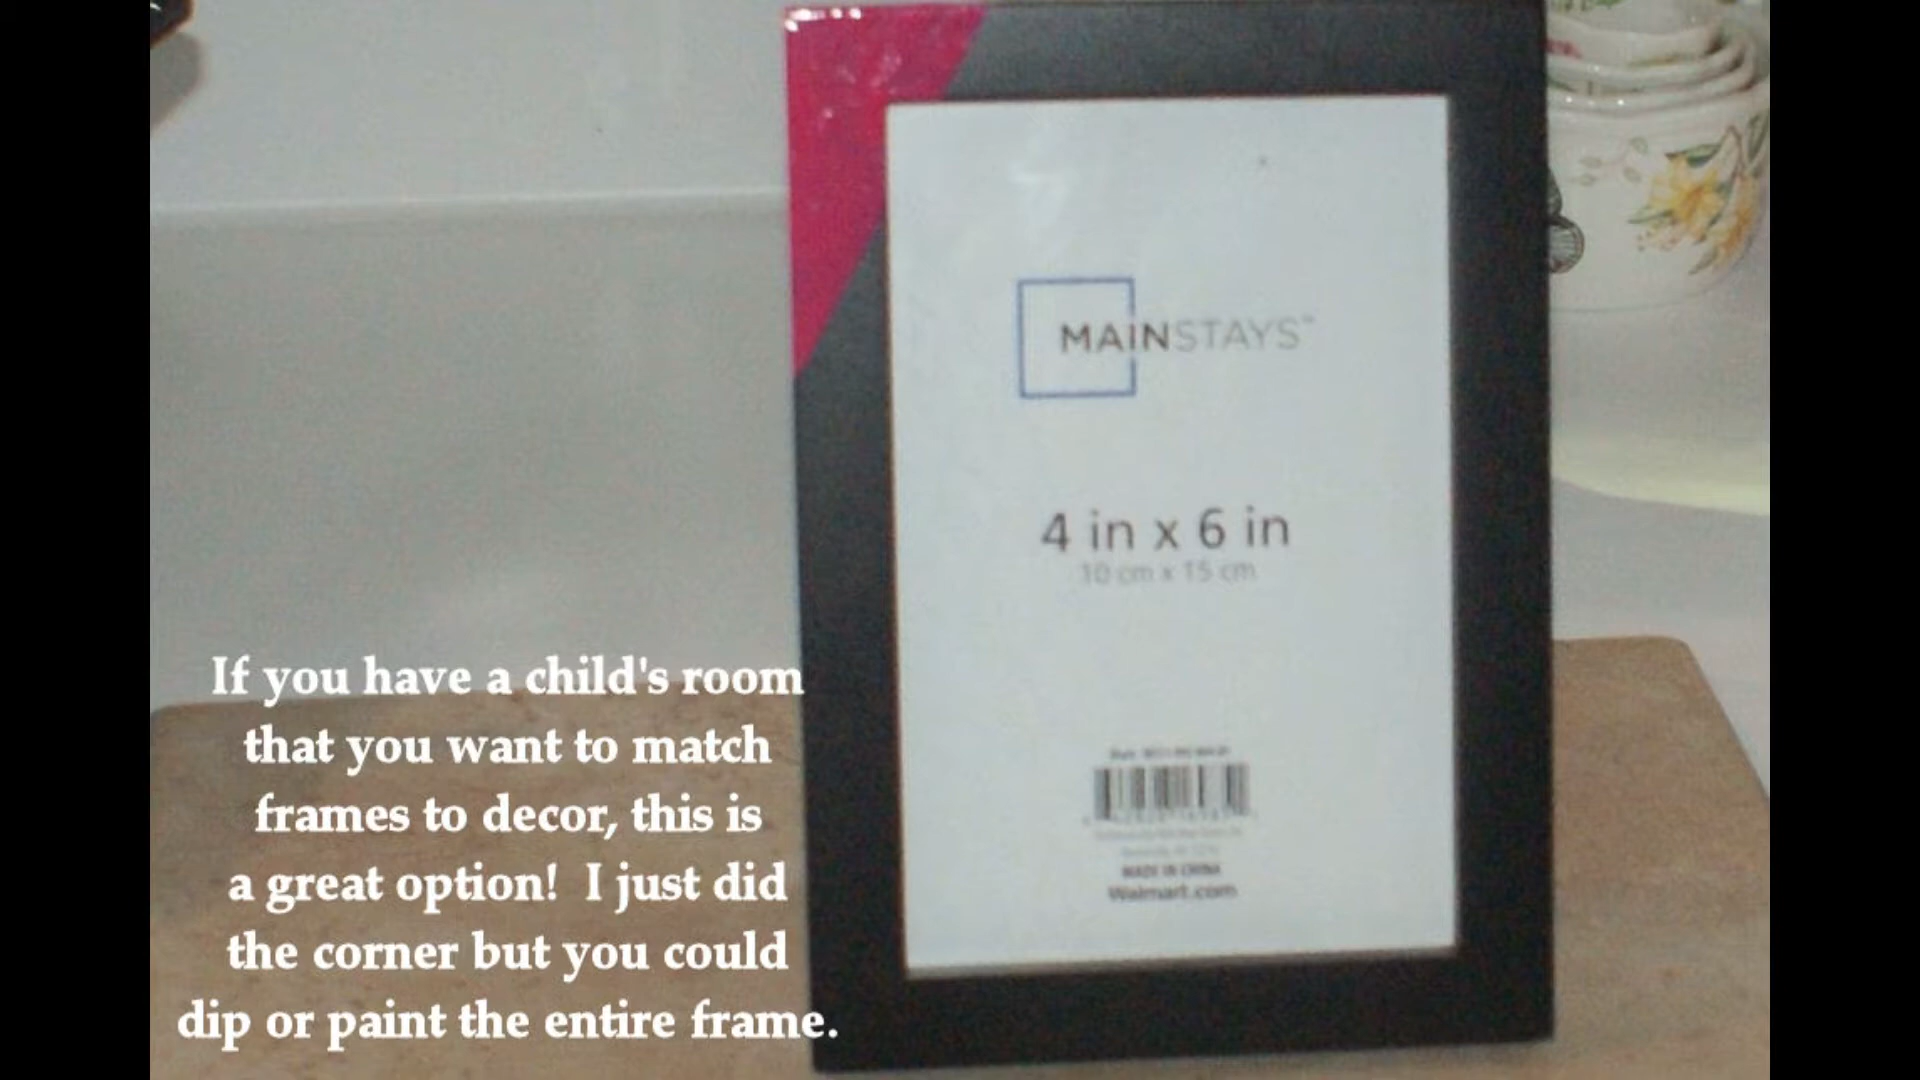 MAINSTAYS™
4 in x 6 in
10 cm x 15 cm
MADE IN CHINA
Walmart.com
If you have a child's room
that you want to match
frames to decor, this is
a great option!  I just did
the corner but you could
dip or paint the entire frame.